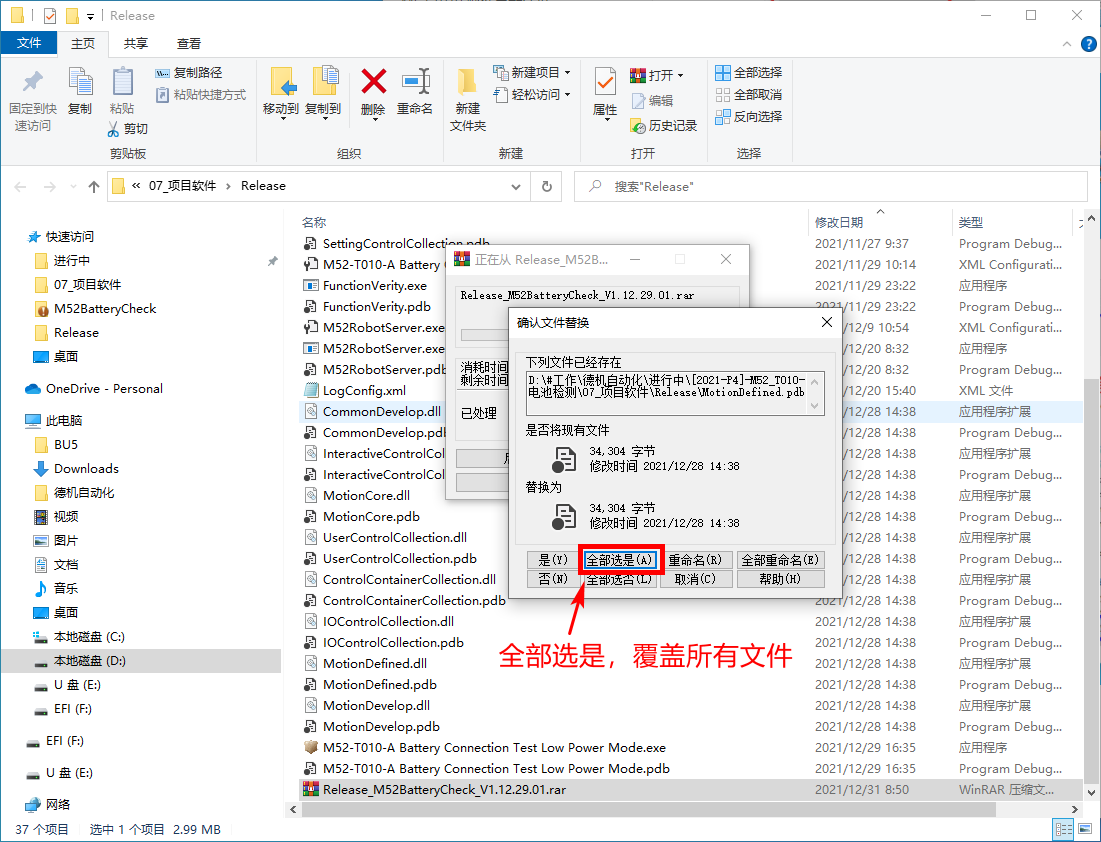 Release
文件
主页
共享
查看
固定到快速访问
复制
粘贴
复制路径
粘贴快捷方式
剪切
剪贴板
移动到
复制到
删除
重命名
组织
新建文件夹
新建项目
轻松访问
新建
属性
打开
编辑
历史记录
打开
全部选择
全部取消
反向选择
选择
« 07_项目软件 › Release
搜索"Release"
快速访问
进行中
07_项目软件
M52BatteryCheck
Release
桌面
OneDrive - Personal
此电脑
BU5
Downloads
德机自动化
视频
图片
文档
音乐
桌面
本地磁盘 (C:)
本地磁盘 (D:)
U 盘 (E:)
EFI (F:)
EFI (F:)
U 盘 (E:)
网络
名称 修改日期 类型
SettingControlCollection.pdb 2021/11/27 9:37 Program Debug...
M52-T010-A Battery 2021/11/29 10:14 XML Configurati...
FunctionVerity.exe 2021/11/29 23:22 应用程序
FunctionVerity.pdb 2021/11/29 23:22 Program Debug...
M52RobotServer.exe /12/9 10:54 XML Configurati...
M52RobotServer.exe /12/20 8:32 应用程序
M52RobotServer.pdb /12/20 8:32 Program Debug...
LogConfig.xml /12/20 15:40 XML 文件
CommonDevelop.dll /12/28 14:38 应用程序扩展
CommonDevelop.pdb /12/28 14:38 Program Debug...
InteractiveControlCol /12/28 14:38 应用程序扩展
InteractiveControlCol /12/28 14:38 Program Debug...
MotionCore.dll /12/28 14:38 应用程序扩展
MotionCore.pdb /12/28 14:38 Program Debug...
UserControlCollection.dll /12/28 14:38 应用程序扩展
UserControlCollection.pdb /12/28 14:38 Program Debug...
ControlContainerCollection.dll /12/28 14:38 应用程序扩展
ControlContainerCollection.pdb 2021/12/28 14:38 Program Debug...
IOControlCollection.dll 2021/12/28 14:38 应用程序扩展
IOControlCollection.pdb 2021/12/28 14:38 Program Debug...
MotionDefined.dll 2021/12/28 14:38 应用程序扩展
MotionDefined.pdb 2021/12/28 14:38 Program Debug...
MotionDevelop.dll 2021/12/28 14:38 应用程序扩展
MotionDevelop.pdb 2021/12/28 14:38 Program Debug...
M52-T010-A Battery Connection Test Low Power Mode.exe 2021/12/29 16:35 应用程序
M52-T010-A Battery Connection Test Low Power Mode.pdb 2021/12/29 16:35 Program Debug...
Release_M52BatteryCheck_V1.12.29.01.rar 2021/12/31 8:50 WinRAR 压缩文...
正在从 Release_M52B...
Release_M52BatteryCheck_V1.12.29.01.rar
消耗时间
剩余时间
已处理
确认文件替换
下列文件已经存在
D:\#工作\德机自动化\进行中\[2021-P4]-M52_T010-
电池检测\07_项目软件\Release\MotionDefined.pdb
是否将现有文件
34,304 字节
修改时间 2021/12/28 14:38
替换为
34,304 字节
修改时间 2021/12/28 14:38
是(Y) 全部选是(A) 重命名(R) 全部重命名(E)
否(N) 全部选否(L) 取消(C) 帮助(H)
全部选是，覆盖所有文件
37 个项目 选中 1 个项目 2.99 MB